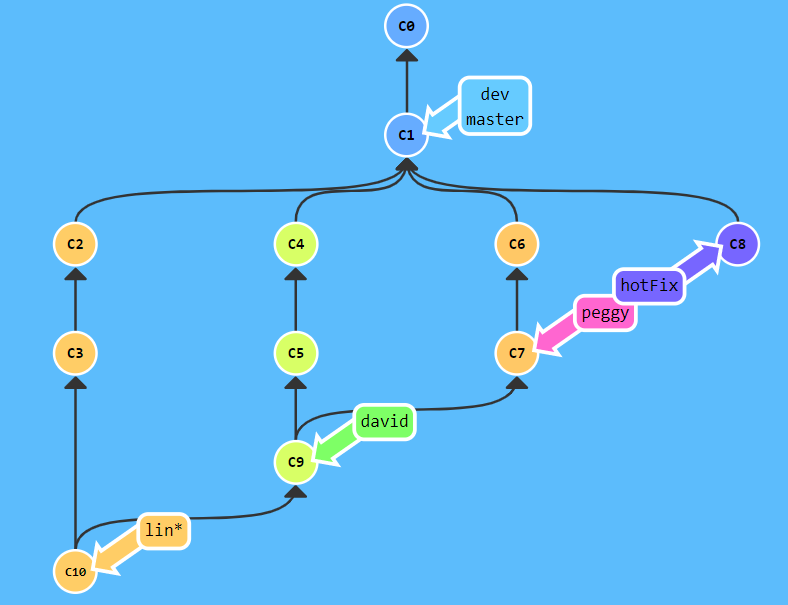 C0
dev
master
C1
C2
C4
C6
C8
hotFix
peggy
C3
C5
C7
david
C9
lin*
C10